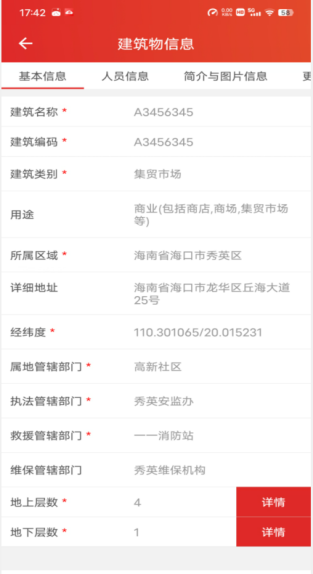 17:42
0.00 KB/s HD 5G
建筑物信息
基本信息 人员信息 简介与图片信息 更
建筑名称 * A3456345
建筑编码 * A3456345
建筑类别 * 集贸市场
用途 商业(包括商店,商场,集贸市场
等)
所属区域 * 海南省海口市秀英区
详细地址 海南省海口市龙华区丘海大道
25号
经纬度 * 110.301065/20.015231
属地管辖部门 * 高新社区
执法管辖部门 * 秀英安监办
救援管辖部门 * 一一消防站
维保管辖部门 秀英维保机构
地上层数 * 4 详情
地下层数 * 1 详情